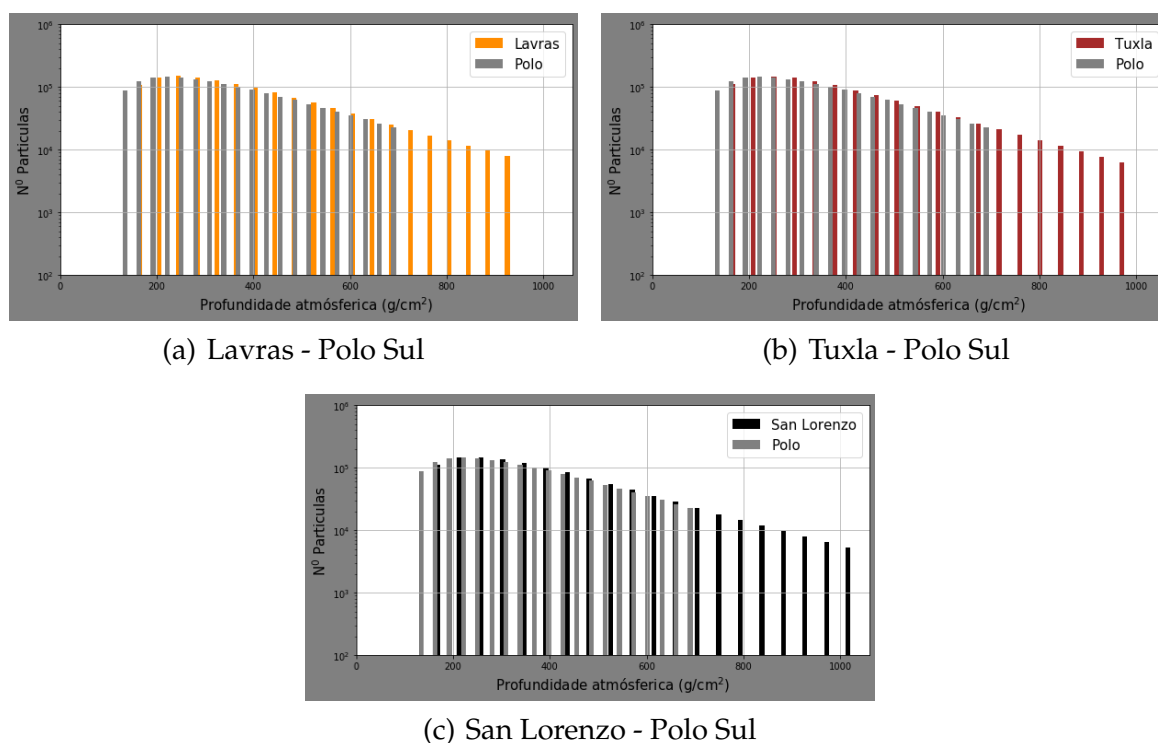 10⁶
10⁵
10⁴
10³
10²
Nº Particulas
Lavras
Polo
0 200 400 600 800 1000
Profundidade atmósferica (g/cm²)
(a) Lavras - Polo Sul
10⁶
10⁵
10⁴
10³
10²
N⁰ Particulas
Tuxla
Polo
0 200 400 600 800 1000
Profundidade atmósferica (g/cm²)
(b) Tuxla - Polo Sul
10⁶
10⁵
10⁴
10³
10²
N⁰ Particulas
San Lorenzo
Polo
0 200 400 600 800 1000
Profundidade atmósferica (g/cm²)
(c) San Lorenzo - Polo Sul